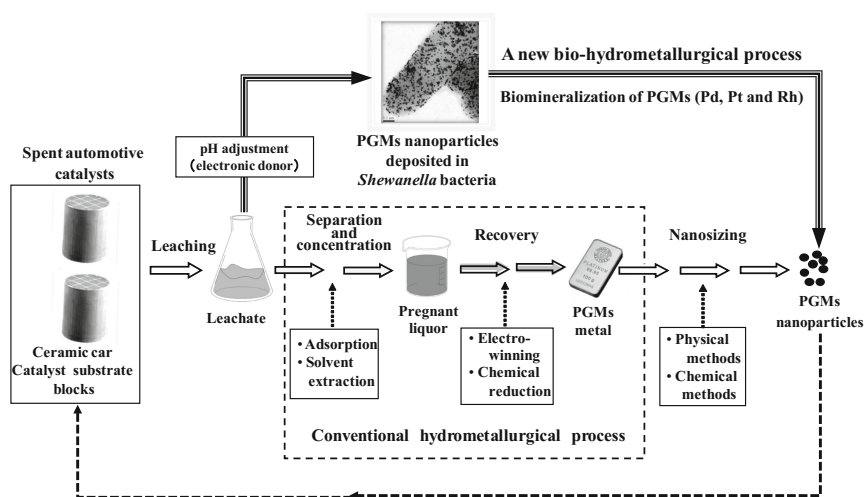 A new bio-hydrometallurgical process
Biomineralization of PGMs (Pd, Pt and Rh)
pH adjustment
(electronic donor)
PGMs nanoparticles
deposited in
Shewanella bacteria
Spent automotive
catalysts
Ceramic car
Catalyst substrate
blocks
Leaching
Leachate
Separation
and
concentration
• Adsorption
• Solvent
extraction
Pregnant
liquor
Recovery
• Electro-
winning
• Chemical
reduction
PLATINUM
PGMs
metal
Nanosizing
• Physical
methods
• Chemical
methods
PGMs
nanoparticles
Conventional hydrometallurgical process